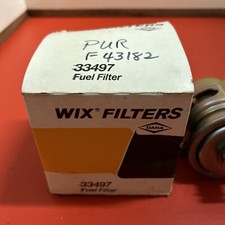 PUR
F 43182
33497
Fuel Filter
WIX® FILTERS
DANA
33497
Fuel Filter